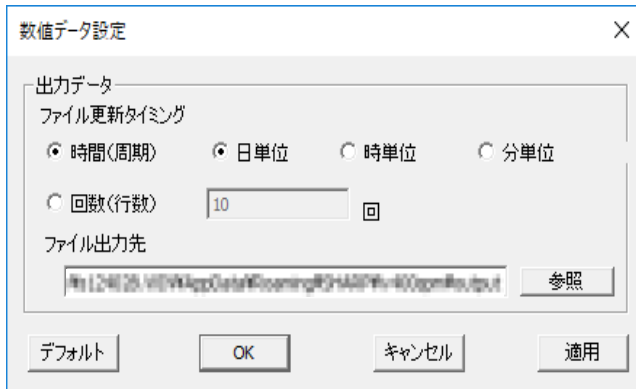 数値データ設定
出力データ
ファイル更新タイミング
時間(周期) 日単位 時単位 分単位
回数(行数) 10 回
ファイル出力先
参照
デフォルト OK キャンセル 適用